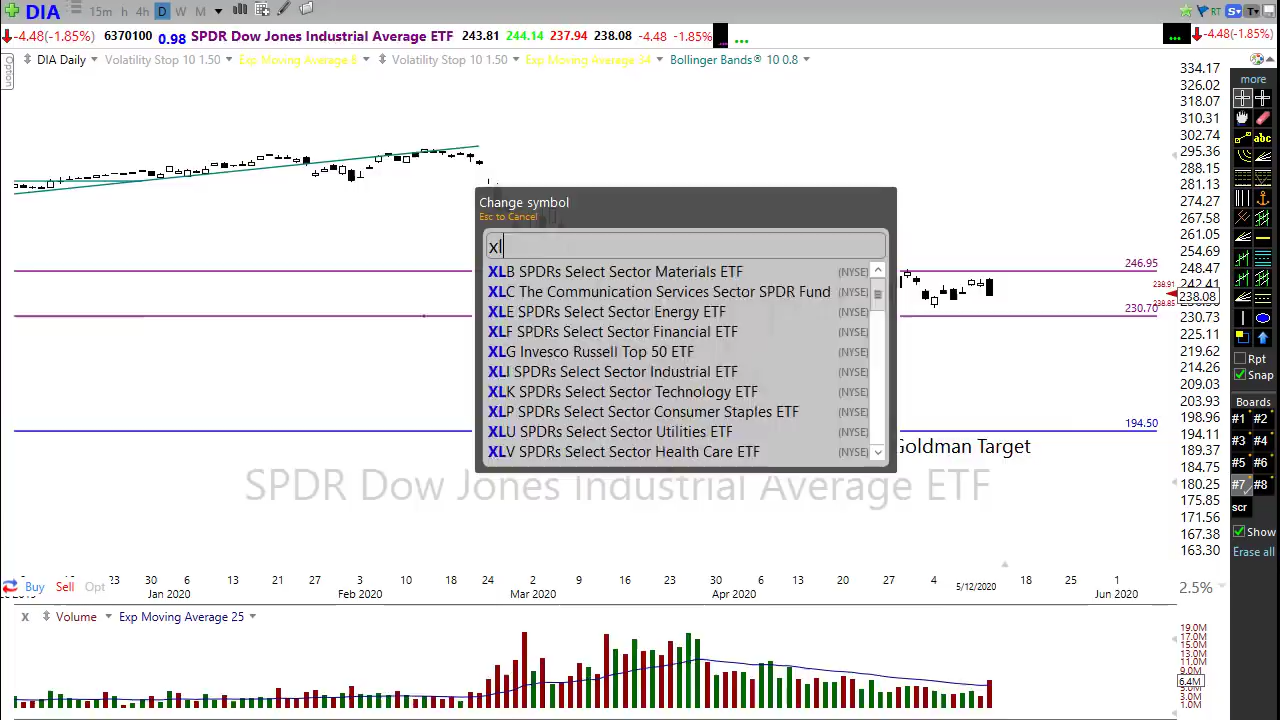 DIA 15m h 4h D W M RT S T
-4.48 (-1.85%) 6370100 0.98 SPDR Dow Jones Industrial Average ETF 243.81 244.14 237.94 238.08 -4.48 -1.85% ... ... -4.48(-1.85%)
Option
DIA Daily Volatility Stop 10 1.50 Exp Moving Average 8 Volatility Stop 10 1.50 Exp Moving Average 34 Bollinger Bands® 10 0.8
334.17
326.02
318.07
310.31
302.74
295.36
288.15
281.13
274.27
267.58
261.05
254.69
248.47
242.41
238.08
230.73
225.11
219.62
214.26
209.03
203.93
198.96
194.11
189.37
184.75
180.25
175.85
171.56
167.38
163.30
more
abc
Rpt
Snap
Boards
#1 #2
#3 #4
#5 #6
#7 #8
scr
Show
Erase all
Change symbol
Esc to Cancel
xl
XLB SPDRs Select Sector Materials ETF (NYSE)
XLC The Communication Services Sector SPDR Fund (NYSE)
XLE SPDRs Select Sector Energy ETF (NYSE)
XLF SPDRs Select Sector Financial ETF (NYSE)
XLG Invesco Russell Top 50 ETF (NYSE)
XLI SPDRs Select Sector Industrial ETF (NYSE)
XLK SPDRs Select Sector Technology ETF (NYSE)
XLP SPDRs Select Sector Consumer Staples ETF (NYSE)
XLU SPDRs Select Sector Utilities ETF (NYSE)
XLV SPDRs Select Sector Health Care ETF (NYSE)
246.95
238.91
238.85
230.70
194.50
Goldman Target
SPDR Dow Jones Industrial Average ETF
Buy Sell Opt
23 30 6 13 21 27 3 10 18 24 2 9 16 23 30 6 13 20 27 4 5/12/2020 18 25 1
Jan 2020 Feb 2020 Mar 2020 Apr 2020 Jun 2020
2.5%
x Volume Exp Moving Average 25
19.0M
17.0M
15.0M
13.0M
11.0M
9.0M
6.4M
5.0M
3.0M
1.0M